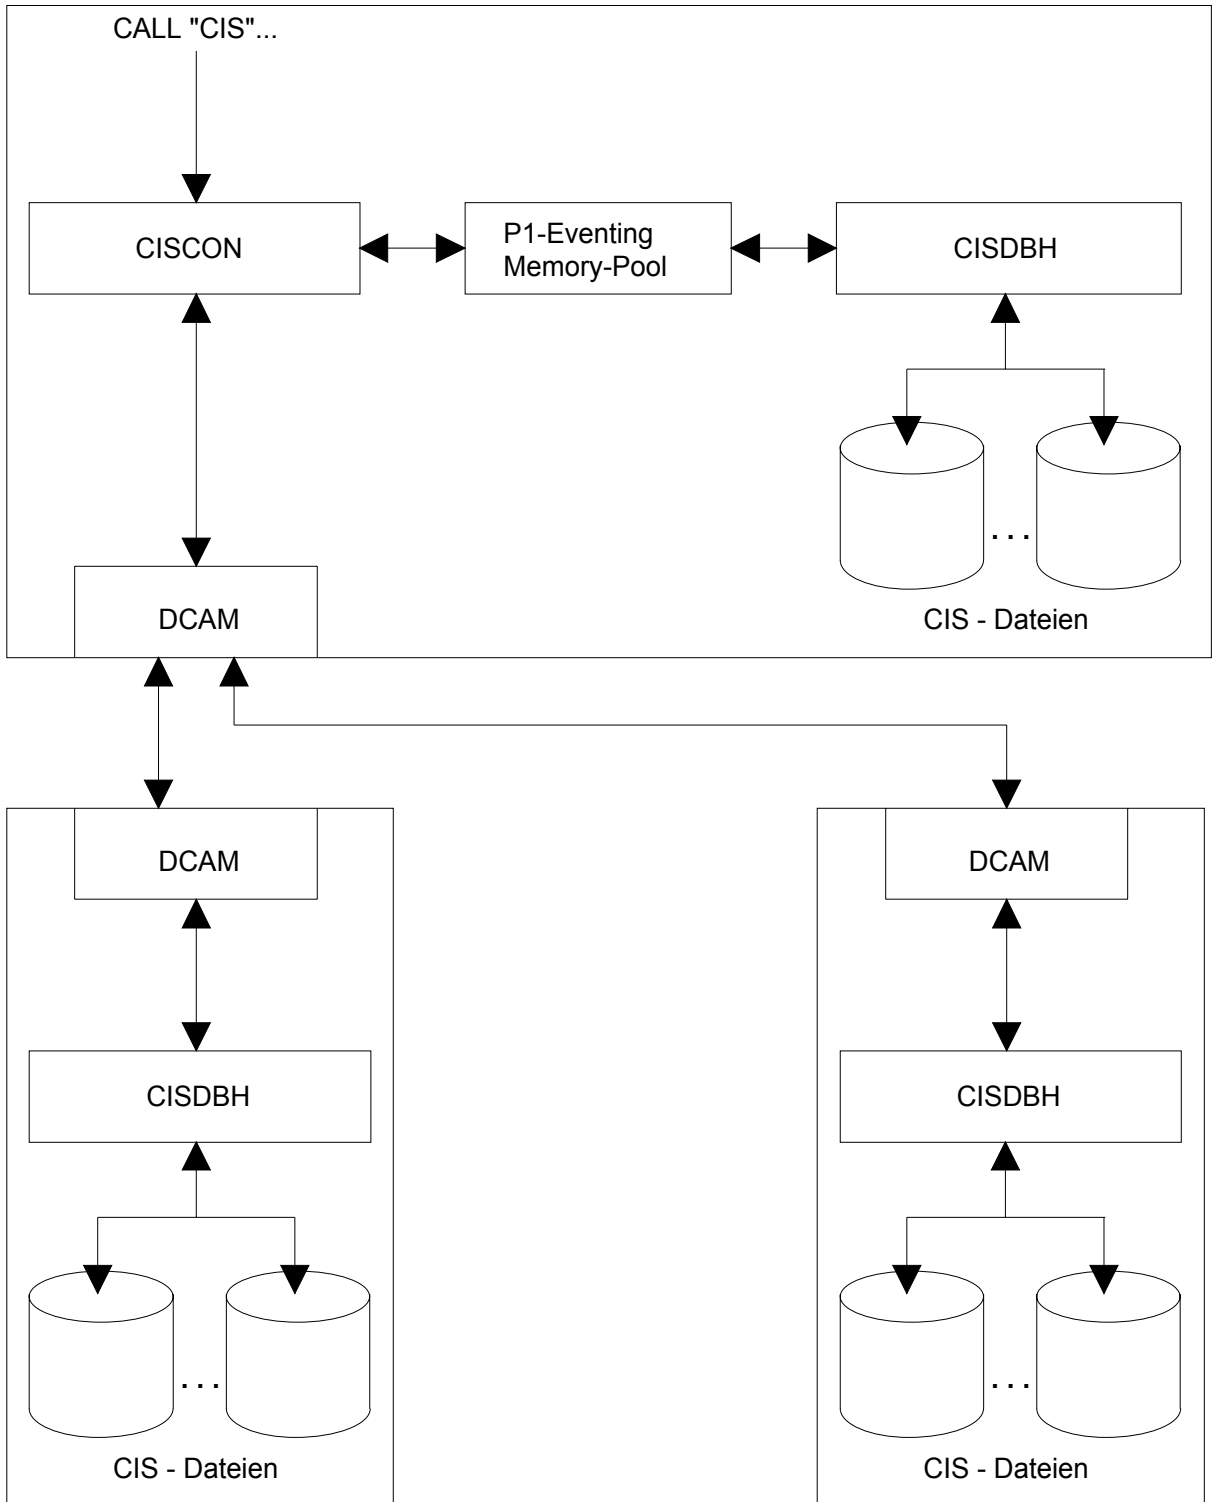 CALL "CIS"...
CISCON
P1-Eventing
Memory-Pool
CISDBH
. . .
DCAM
CIS - Dateien
DCAM
DCAM
CISDBH
CISDBH
. . .
. . .
CIS - Dateien
CIS - Dateien